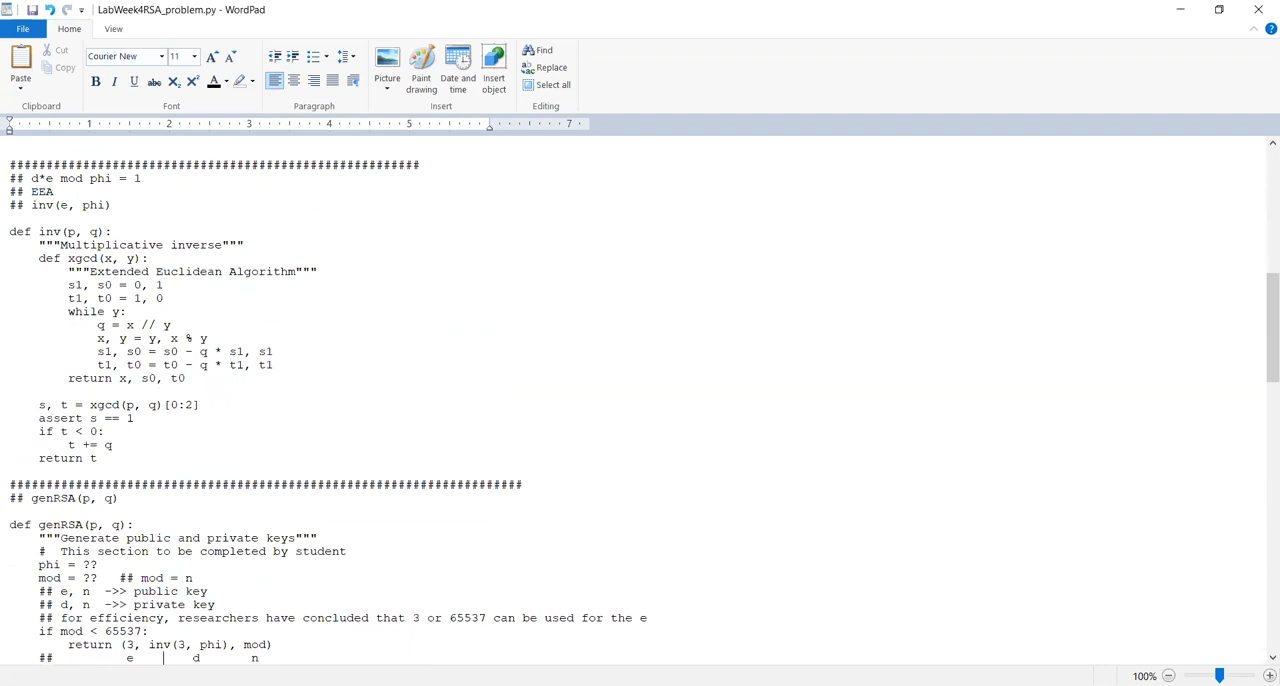 LabWeek4RSA_problem.py - WordPad
File Home View
Paste
Cut
Copy
Clipboard
Courier New 11
Font
Paragraph
Picture
Paint drawing
Date and time
Insert object
Insert
Find
Replace
Select all
Editing
1 2 3 4 5 7
########################################################
## d*e mod phi = 1
## EEA
## inv(e, phi)
def inv(p, q):
    """Multiplicative inverse"""
    def xgcd(x, y):
        """Extended Euclidean Algorithm"""
        s1, s0 = 0, 1
        t1, t0 = 1, 0
        while y:
            q = x // y
            x, y = y, x % y
            s1, s0 = s0 - q * s1, s1
            t1, t0 = t0 - q * t1, t1
        return x, s0, t0
    s, t = xgcd(p, q)[0:2]
    assert s == 1
    if t < 0:
        t += q
    return t
######################################################################
## genRSA(p, q)
def genRSA(p, q):
    """Generate public and private keys"""
    #  This section to be completed by student
    phi = ??
    mod = ??   ## mod = n
    ## e, n  ->> public key
    ## d, n  ->> private key
    ## for efficiency, researchers have concluded that 3 or 65537 can be used for the e
    if mod < 65537:
        return (3, inv(3, phi), mod)
    ##          e        d       n
100%